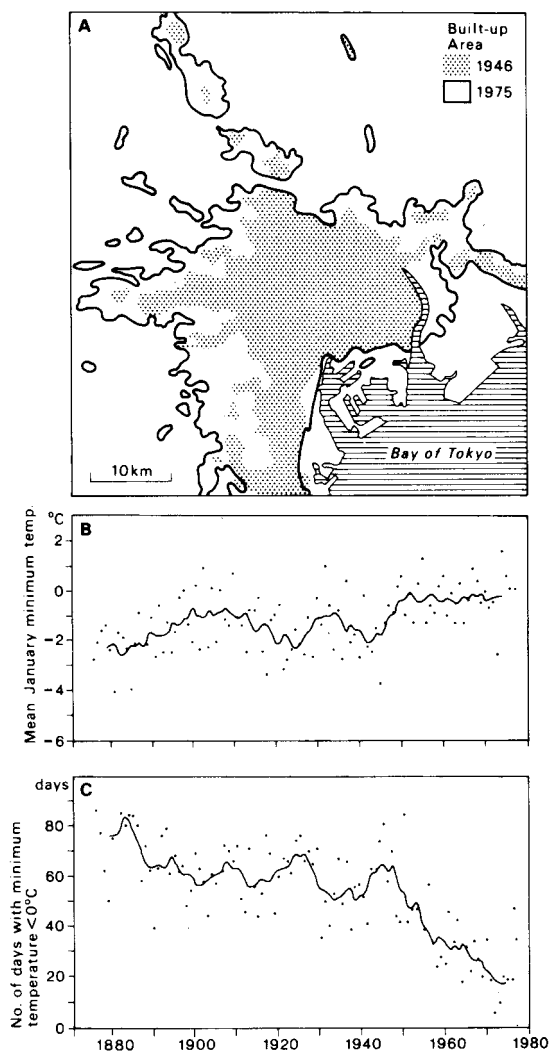 A
Built-up
Area
1946
1975
10km
Bay of Tokyo
B
°C
2
0
−2
−4
−6
Mean January minimum temp.
C
days
80
60
40
20
0
No. of days with minimum
temperature <0°C
1880
1900
1920
1940
1960
1980